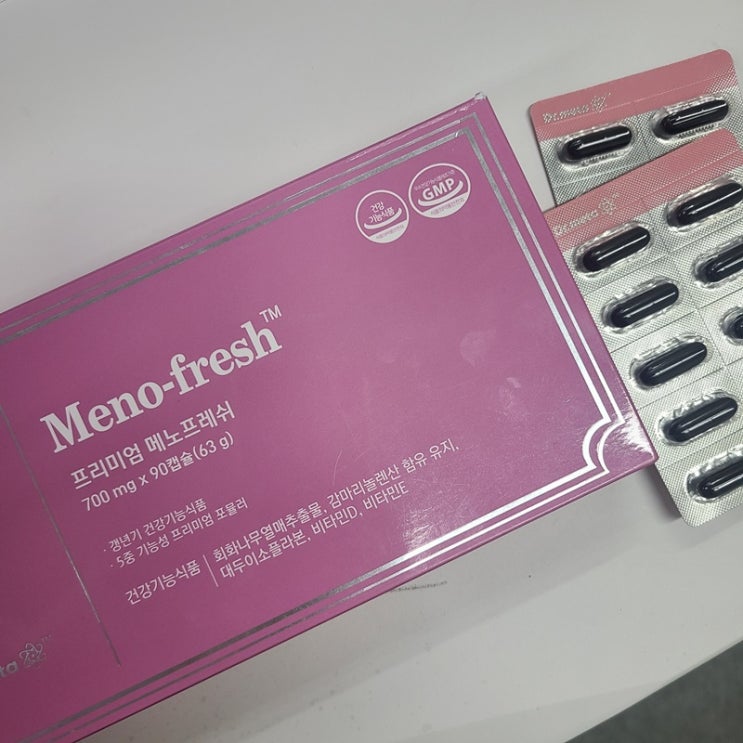 건강
기능식품
GMP
Meno-fresh™
프리미엄 메노프레쉬
700 mg x 90캡슐(63 g)
· 갱년기 건강기능식품
· 5중 기능성 프리미엄 포뮬러
건강기능식품
회화나무열매추출물, 감마리놀렌산 함유 유지,
대두이소플라본, 비타민D, 비타민E
Dr.meta
Dr.meta